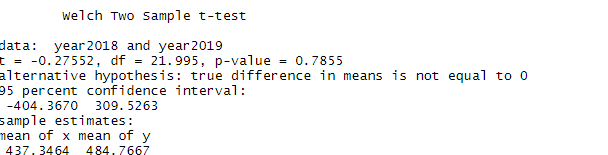 Welch Two Sample t-test
data: year2018 and year2019
t = -0.27552, df = 21.995, p-value = 0.7855
alternative hypothesis: true difference in means is not equal to 0
95 percent confidence interval:
-404.3670 309.5263
sample estimates:
mean of x mean of y
437.3464 484.7667